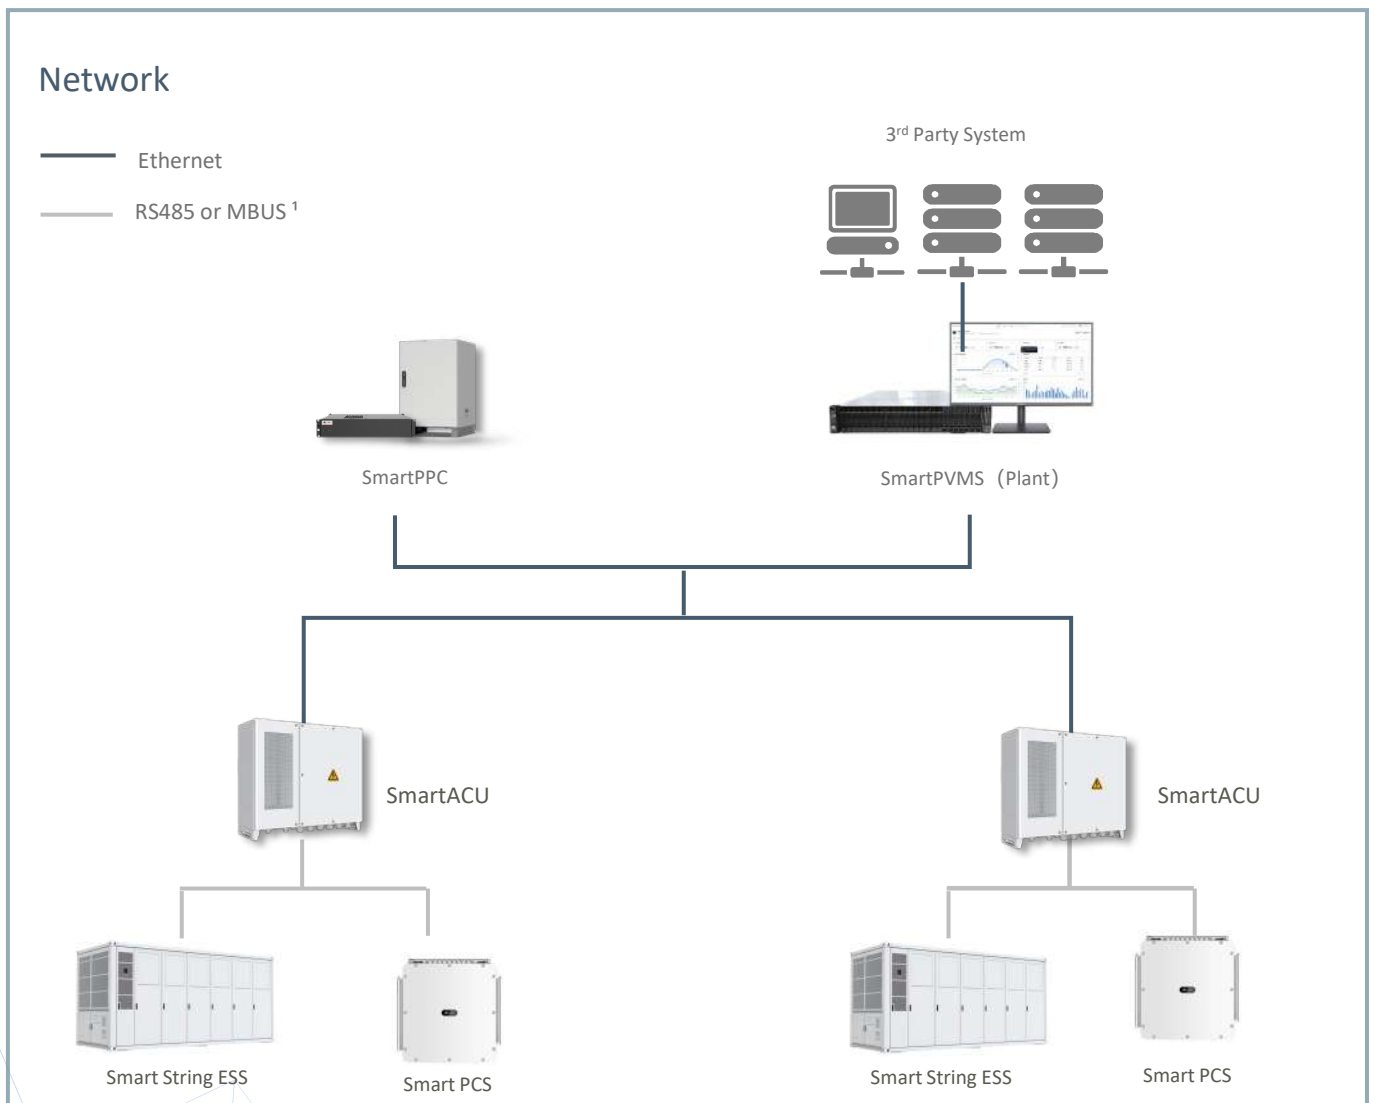 Network
Ethernet
RS485 or MBUS ¹
3rd Party System
SmartPPC
SmartPVMS（Plant）
SmartACU
SmartACU
Smart String ESS
Smart PCS
Smart String ESS
Smart PCS